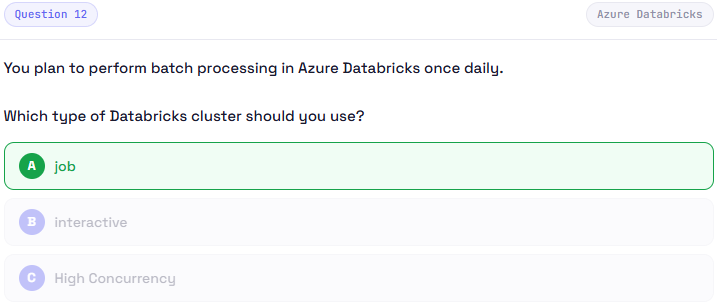 Question 12
Azure Databricks
You plan to perform batch processing in Azure Databricks once daily.
Which type of Databricks cluster should you use?
A job
B interactive
C High Concurrency